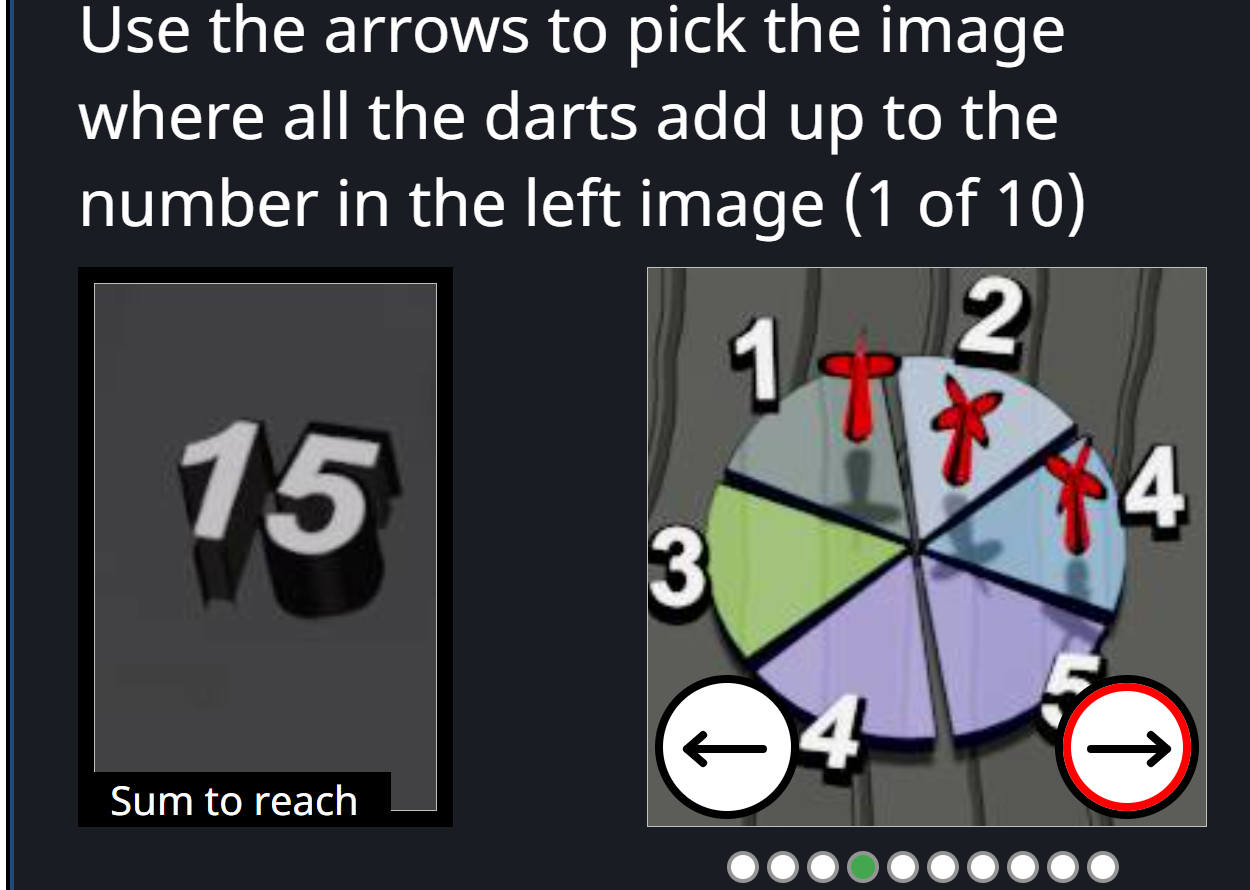 Use the arrows to pick the image
where all the darts add up to the
number in the left image (1 of 10)
15
Sum to reach
2
1
4
3
5
4